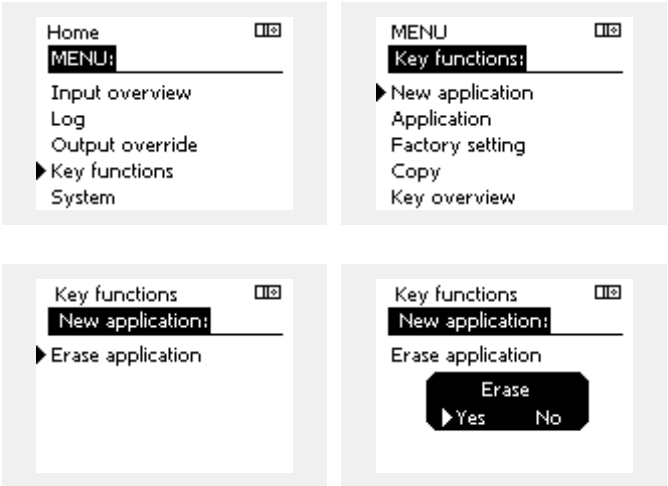 Home
MENU:
Input overview
Log
Output override
Key functions
System
MENU
Key functions:
New application
Application
Factory setting
Copy
Key overview
Key functions
New application:
Erase application
Key functions
New application:
Erase application
Erase
Yes No